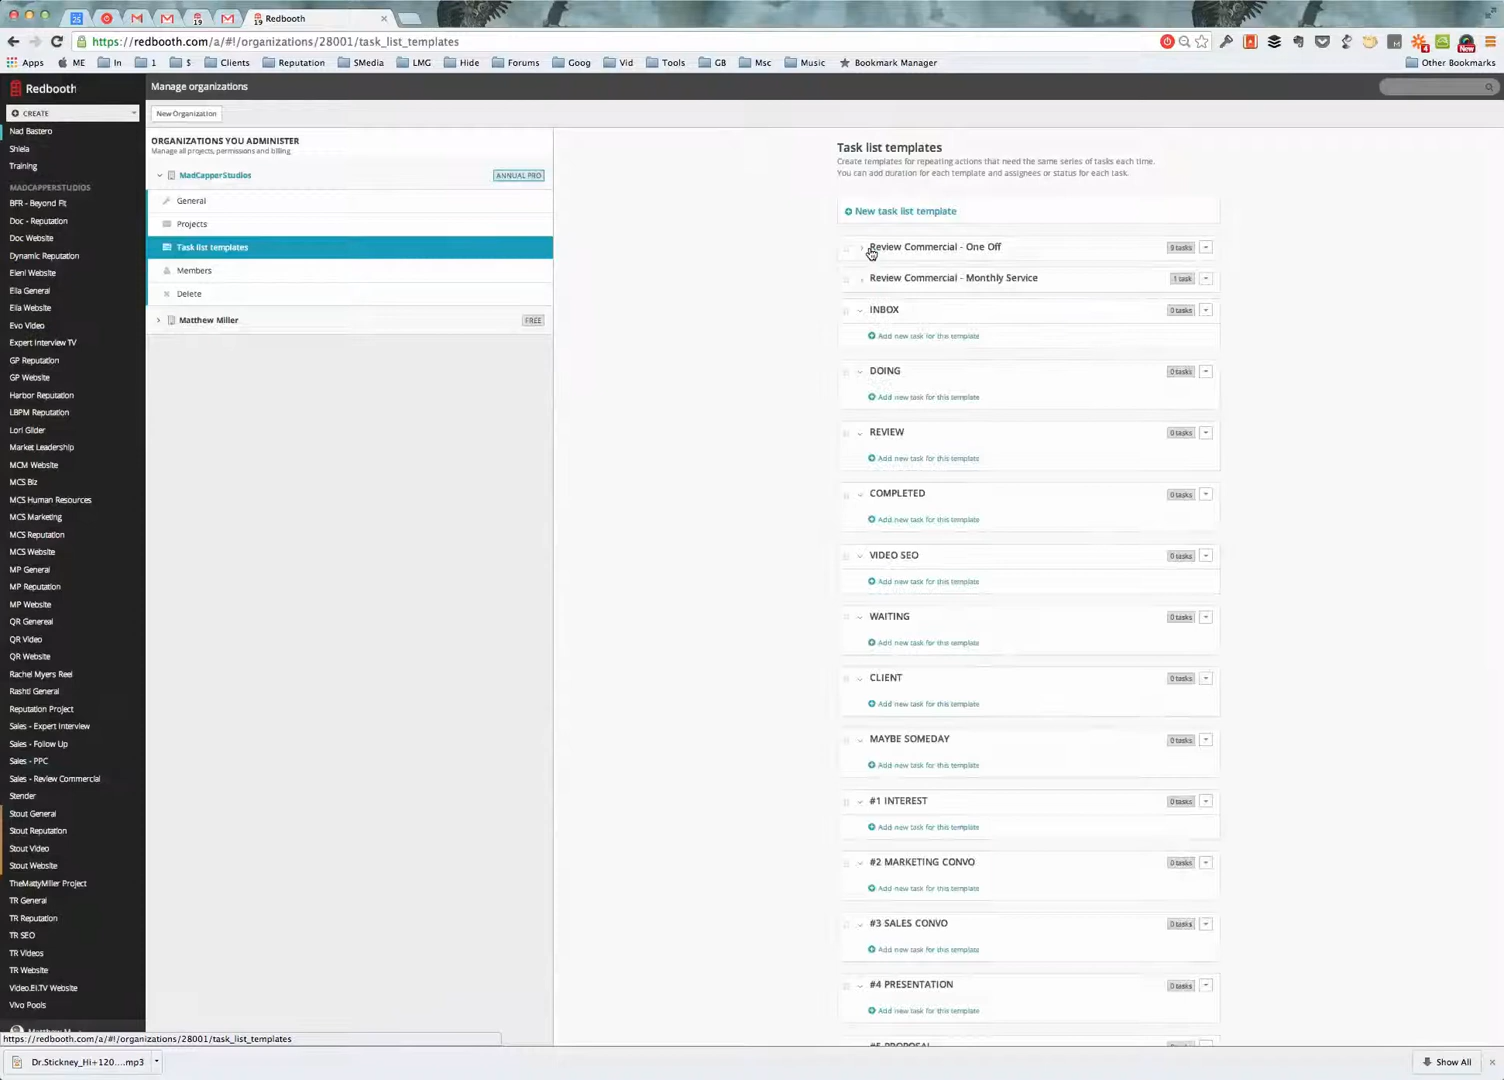 Redbooth
https://redbooth.com/a/#!/organizations/28001/task_list_templates
Apps ME In 1 $ Clients Reputation SMedia LMG Hide Forums Goog Vid Tools GB Msc Music Bookmark Manager Other Bookmarks
Redbooth
Manage organizations
CREATE
New Organization
Nad Bastero
Shiela
Training
MADCAPPERSTUDIOS
BFR - Beyond Fit
Doc - Reputation
Doc Website
Dynamic Reputation
Eleni Website
Ella General
Ella Website
Evo Video
Expert Interview TV
GP Reputation
GP Website
Harbor Reputation
LBPM Reputation
Lori Gilder
Market Leadership
MCM Website
MCS Biz
MCS Human Resources
MCS Marketing
MCS Reputation
MCS Website
MP General
MP Reputation
MP Website
QR Genereal
QR Video
QR Website
Rachel Myers Reel
Rashti General
Reputation Project
Sales - Expert Interview
Sales - Follow Up
Sales - PPC
Sales - Review Commercial
Stender
Stout General
Stout Reputation
Stout Video
Stout Website
TheMattyMiller Project
TR General
TR Reputation
TR SEO
TR Videos
TR Website
Video.EI.TV Website
Vivo Pools
Matthew M
ORGANIZATIONS YOU ADMINISTER
Manage all projects, permissions and billing
MadCapperStudios ANNUAL PRO
General
Projects
Task list templates
Members
Delete
Matthew Miller FREE
Task list templates
Create templates for repeating actions that need the same series of tasks each time.
You can add duration for each template and assignees or status for each task.
New task list template
Review Commercial - One Off 9 tasks
Review Commercial - Monthly Service 1 task
INBOX 0 tasks
Add new task for this template
DOING 0 tasks
Add new task for this template
REVIEW 0 tasks
Add new task for this template
COMPLETED 0 tasks
Add new task for this template
VIDEO SEO 0 tasks
Add new task for this template
WAITING 0 tasks
Add new task for this template
CLIENT 0 tasks
Add new task for this template
MAYBE SOMEDAY 0 tasks
Add new task for this template
#1 INTEREST 0 tasks
Add new task for this template
#2 MARKETING CONVO 0 tasks
Add new task for this template
#3 SALES CONVO 0 tasks
Add new task for this template
#4 PRESENTATION 0 tasks
Add new task for this template
#5 PROPOSAL
https://redbooth.com/a/#!/organizations/28001/task_list_templates
Dr.Stickney_Hi+120....mp3
Show All